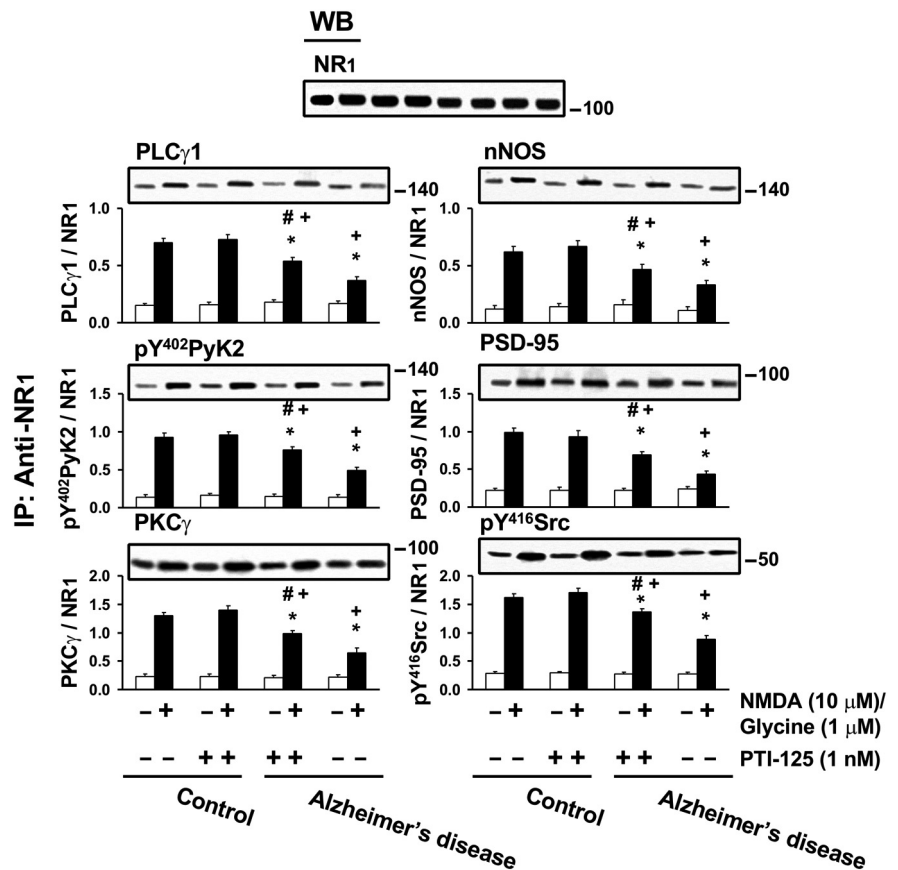 WB
NR1
–100
PLCγ1
nNOS
–140
–140
PLCγ1 / NR1
1.0
0.5
0.0
# +
*
+
*
nNOS / NR1
1.0
0.5
0.0
# +
*
+
*
IP: Anti-NR1
pY402PyK2
PSD-95
–140
–100
pY402PyK2 / NR1
1.5
1.0
0.5
0.0
# +
*
+
*
PSD-95 / NR1
1.5
1.0
0.5
0.0
# +
*
+
*
PKCγ
pY416Src
–100
–50
PKCγ / NR1
2.0
1.5
1.0
0.5
0.0
# +
*
+
*
pY416Src / NR1
2.0
1.5
1.0
0.5
0.0
# +
*
+
*
– + – + – + – + – + – + – + – + NMDA (10 μM)/
Glycine (1 μM)
– – + + + + – – – – + + + + – – PTI-125 (1 nM)
Control
Alzheimer's disease
Control
Alzheimer's disease